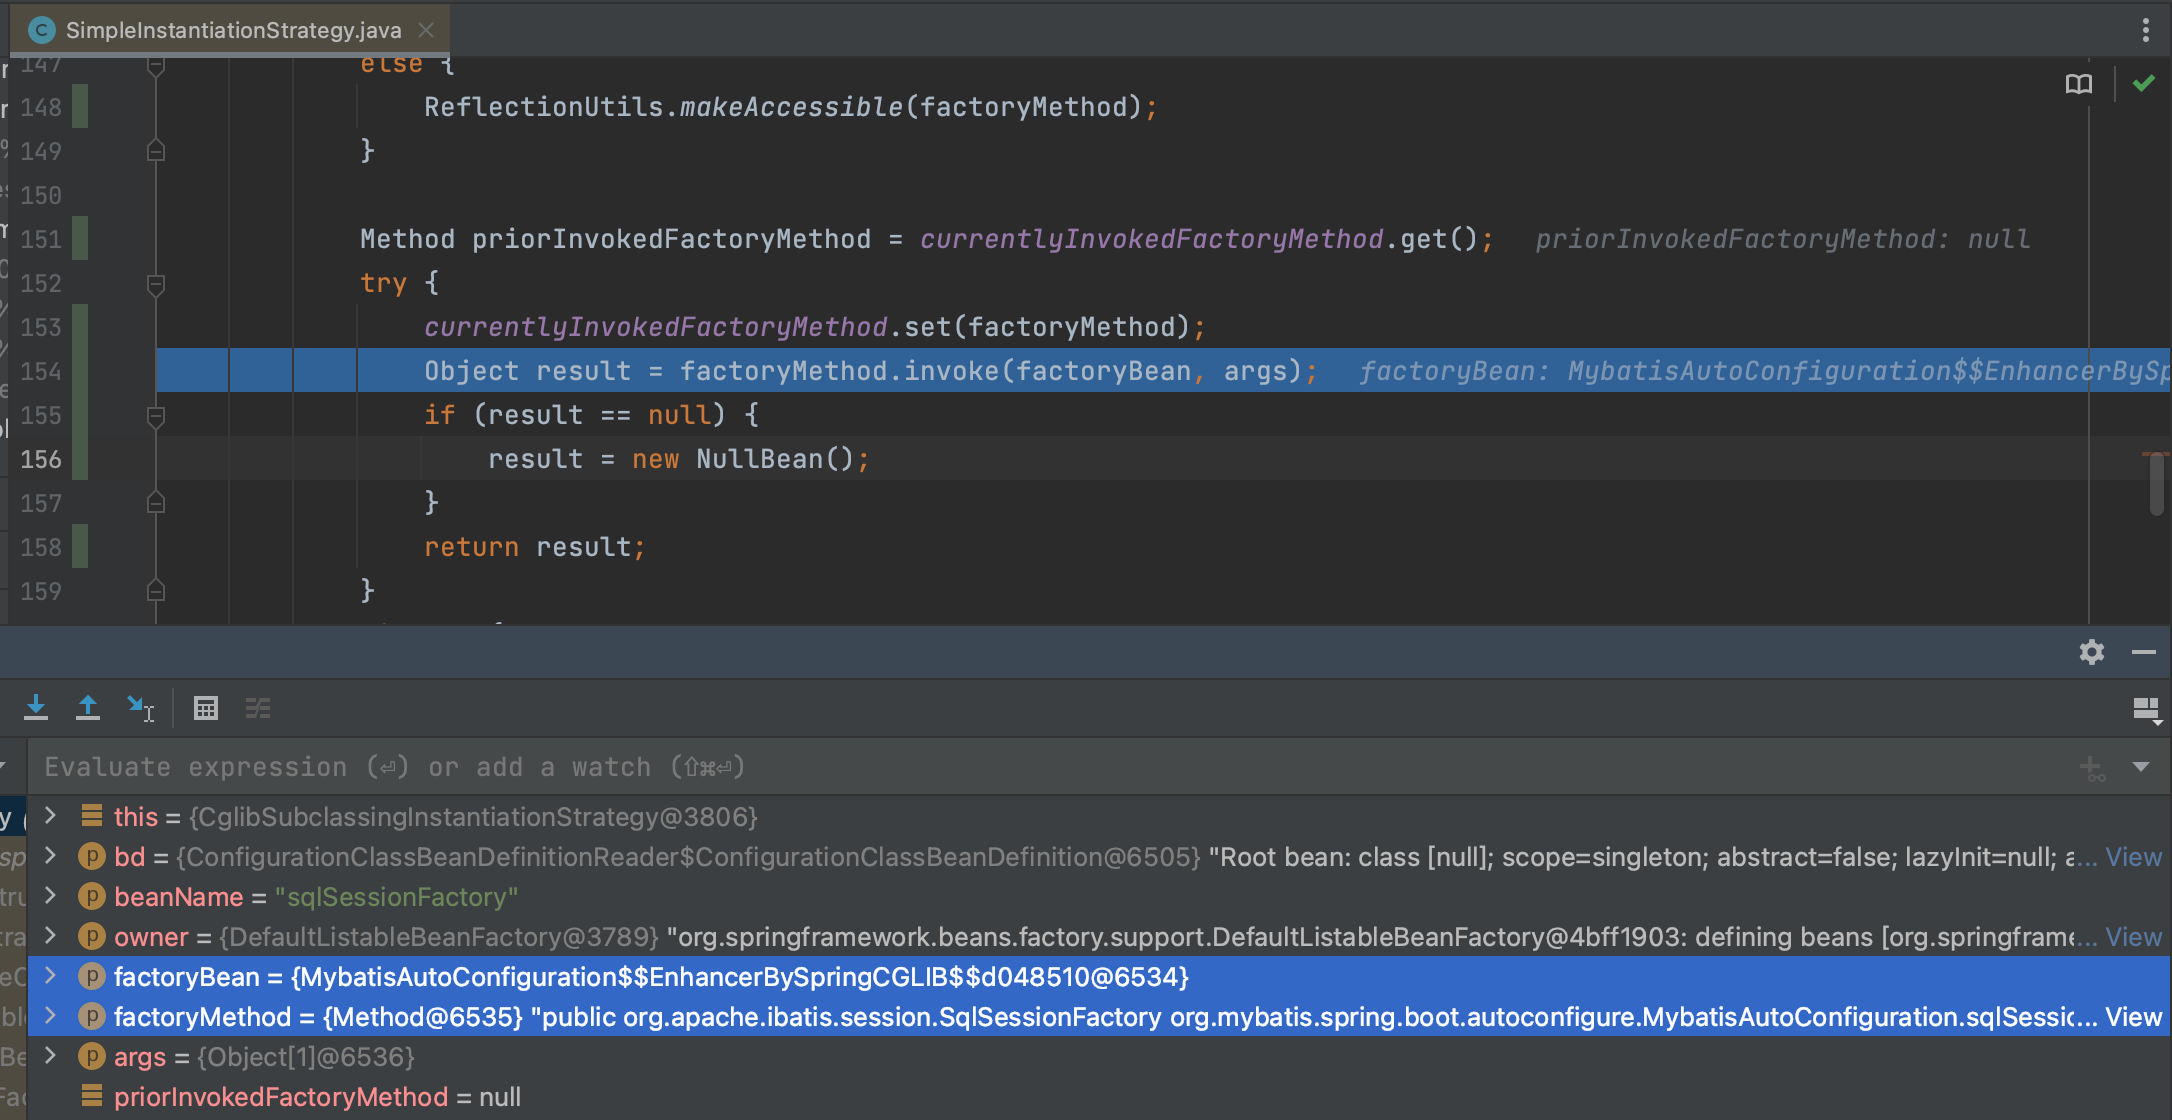 SimpleInstantiationStrategy.java
147 else {
148 ReflectionUtils.makeAccessible(factoryMethod);
149 }
150
151 Method priorInvokedFactoryMethod = currentlyInvokedFactoryMethod.get(); priorInvokedFactoryMethod: null
152 try {
153 currentlyInvokedFactoryMethod.set(factoryMethod);
154 Object result = factoryMethod.invoke(factoryBean, args); factoryBean: MybatisAutoConfiguration$$EnhancerBySp
155 if (result == null) {
156 result = new NullBean();
157 }
158 return result;
159 }
Evaluate expression (⏎) or add a watch (⇧⌘⏎)
this = {CglibSubclassingInstantiationStrategy@3806}
bd = {ConfigurationClassBeanDefinitionReader$ConfigurationClassBeanDefinition@6505} "Root bean: class [null]; scope=singleton; abstract=false; lazyInit=null; a... View
beanName = "sqlSessionFactory"
owner = {DefaultListableBeanFactory@3789} "org.springframework.beans.factory.support.DefaultListableBeanFactory@4bff1903: defining beans [org.springframe... View
factoryBean = {MybatisAutoConfiguration$$EnhancerBySpringCGLIB$$d048510@6534}
factoryMethod = {Method@6535} "public org.apache.ibatis.session.SqlSessionFactory org.mybatis.spring.boot.autoconfigure.MybatisAutoConfiguration.sqlSessic... View
args = {Object[1]@6536}
priorInvokedFactoryMethod = null